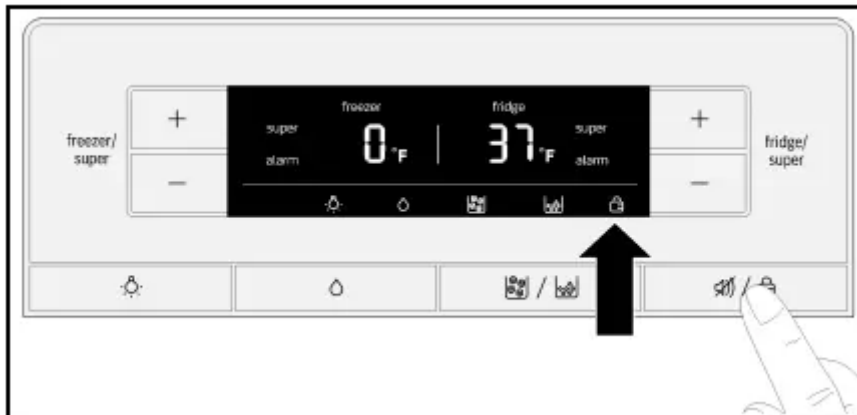 freezer fridge
super 0 °F 37 °F super
alarm alarm
freezer/
super
+
−
+
−
fridge/
super
/
/